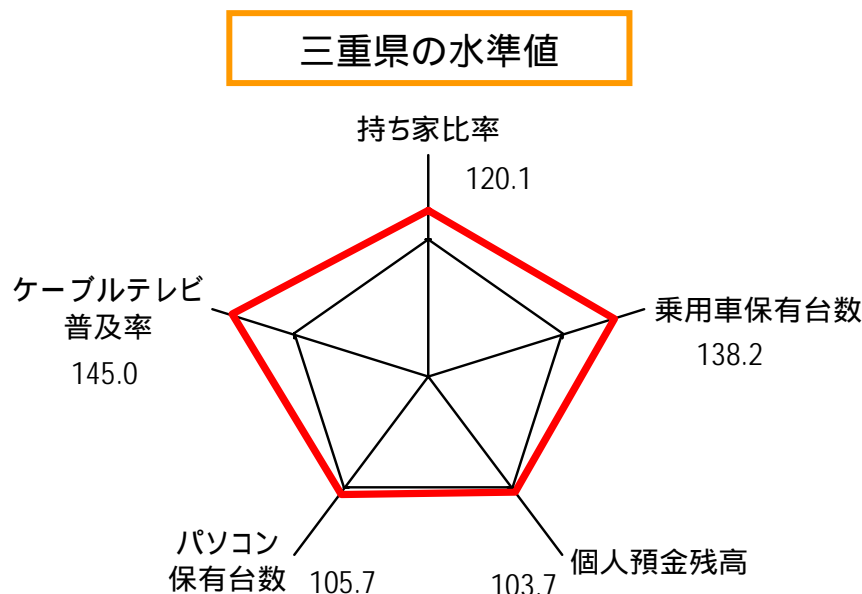 三重県の水準値
持ち家比率
120.1
ケーブルテレビ
普及率
145.0
乗用車保有台数
138.2
パソコン
保有台数
105.7
個人預金残高
103.7